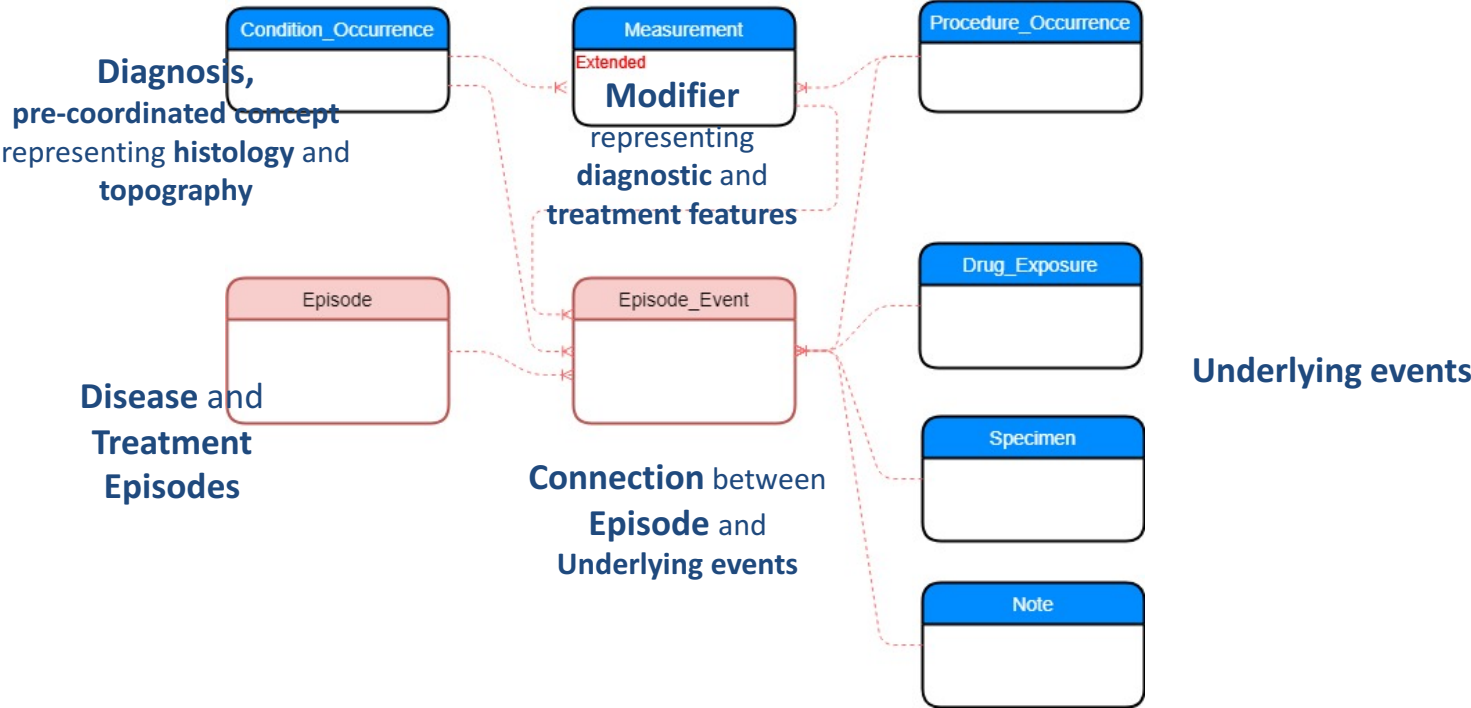 Condition_Occurrence
Diagnosis,
pre-coordinated concept
representing histology and
topography
Measurement
Extended
Modifier
representing
diagnostic and
treatment features
Procedure_Occurrence
Episode
Disease and
Treatment
Episodes
Episode_Event
Connection between
Episode and
Underlying events
Drug_Exposure
Specimen
Note
Underlying events